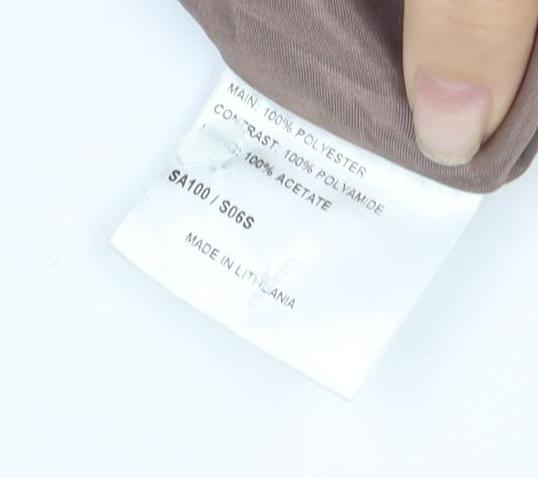 MAIN: 100% POLYESTER
CONTRAST: 100% POLYAMIDE
G: 100% ACETATE
SA100 / S06S
MADE IN LITHUANIA